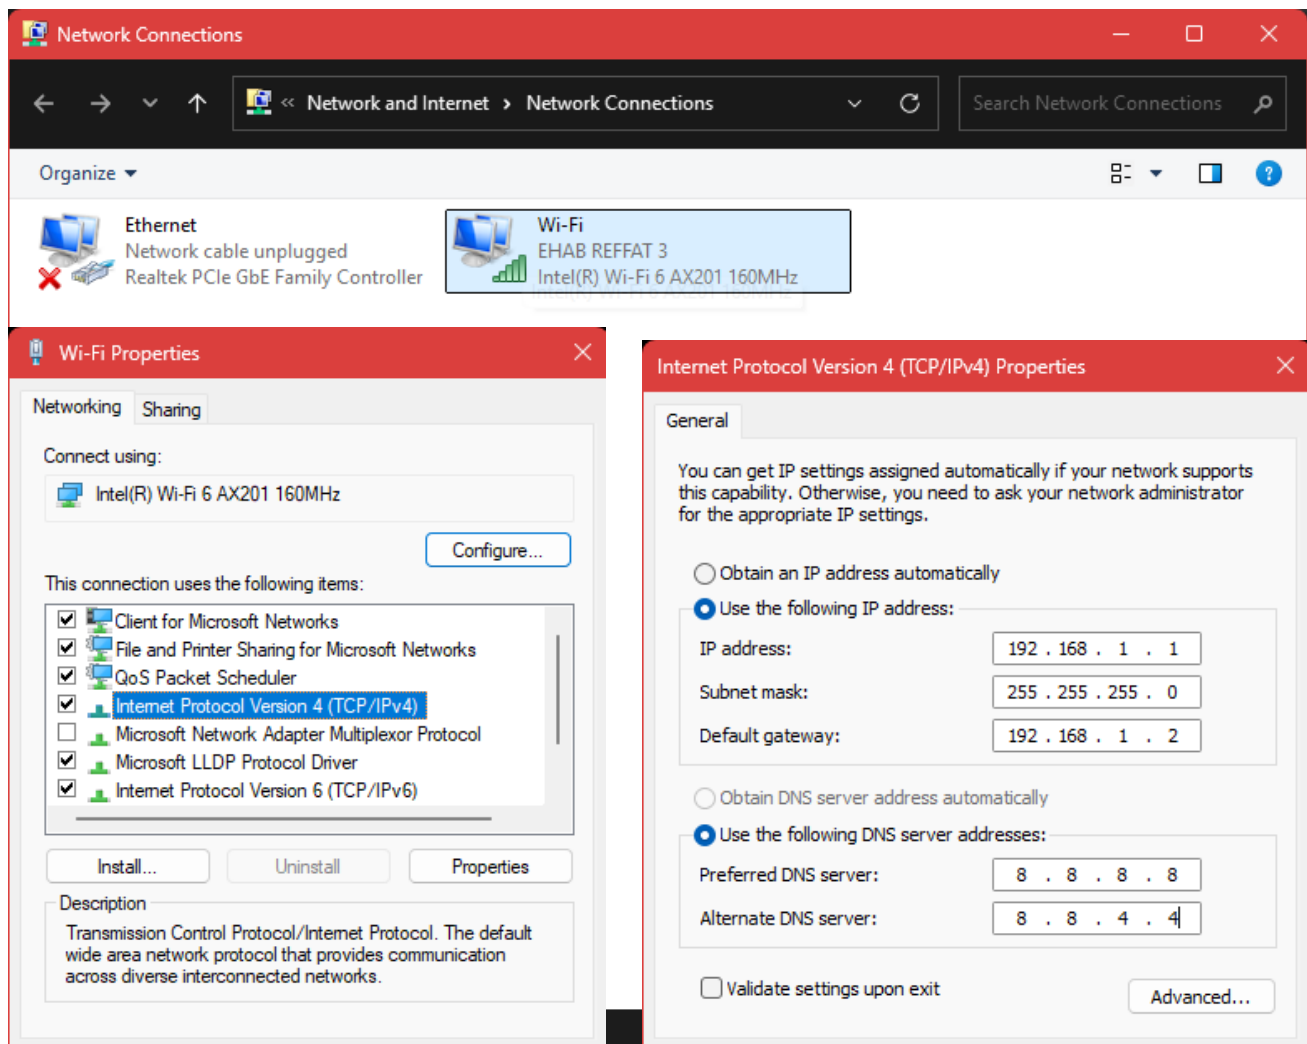 Network Connections
« Network and Internet › Network Connections
Search Network Connections
Organize
Ethernet
Network cable unplugged
Realtek PCIe GbE Family Controller
Wi-Fi
EHAB REFFAT 3
Intel(R) Wi-Fi 6 AX201 160MHz
Intel(R) Wi-Fi 6 AX201 160MHz
Wi-Fi Properties
Networking
Sharing
Connect using:
Intel(R) Wi-Fi 6 AX201 160MHz
Configure...
This connection uses the following items:
Client for Microsoft Networks
File and Printer Sharing for Microsoft Networks
QoS Packet Scheduler
Internet Protocol Version 4 (TCP/IPv4)
Microsoft Network Adapter Multiplexor Protocol
Microsoft LLDP Protocol Driver
Internet Protocol Version 6 (TCP/IPv6)
Install...
Uninstall
Properties
Description
Transmission Control Protocol/Internet Protocol. The default
wide area network protocol that provides communication
across diverse interconnected networks.
Internet Protocol Version 4 (TCP/IPv4) Properties
General
You can get IP settings assigned automatically if your network supports
this capability. Otherwise, you need to ask your network administrator
for the appropriate IP settings.
Obtain an IP address automatically
Use the following IP address:
IP address: 192 . 168 . 1 . 1
Subnet mask: 255 . 255 . 255 . 0
Default gateway: 192 . 168 . 1 . 2
Obtain DNS server address automatically
Use the following DNS server addresses:
Preferred DNS server: 8 . 8 . 8 . 8
Alternate DNS server: 8 . 8 . 4 . 4
Validate settings upon exit
Advanced...